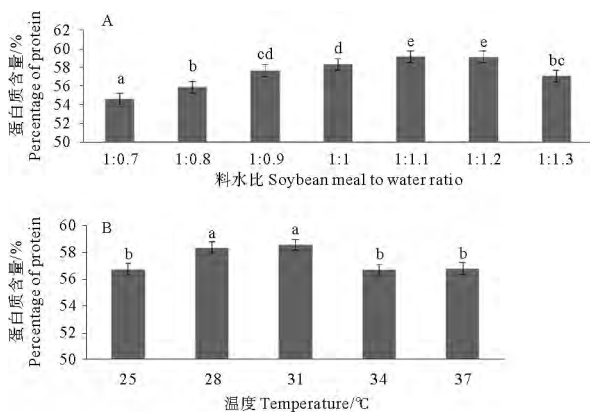 A
蛋白质含量/%
Percentage of protein
62
60
58
56
54
52
50
a
b
cd
d
e
e
bc
1:0.7
1:0.8
1:0.9
1:1
1:1.1
1:1.2
1:1.3
料水比 Soybean meal to water ratio
B
蛋白质含量/%
Percentage of protein
60
58
56
54
52
50
b
a
a
b
b
25
28
31
34
37
温度 Temperature/℃